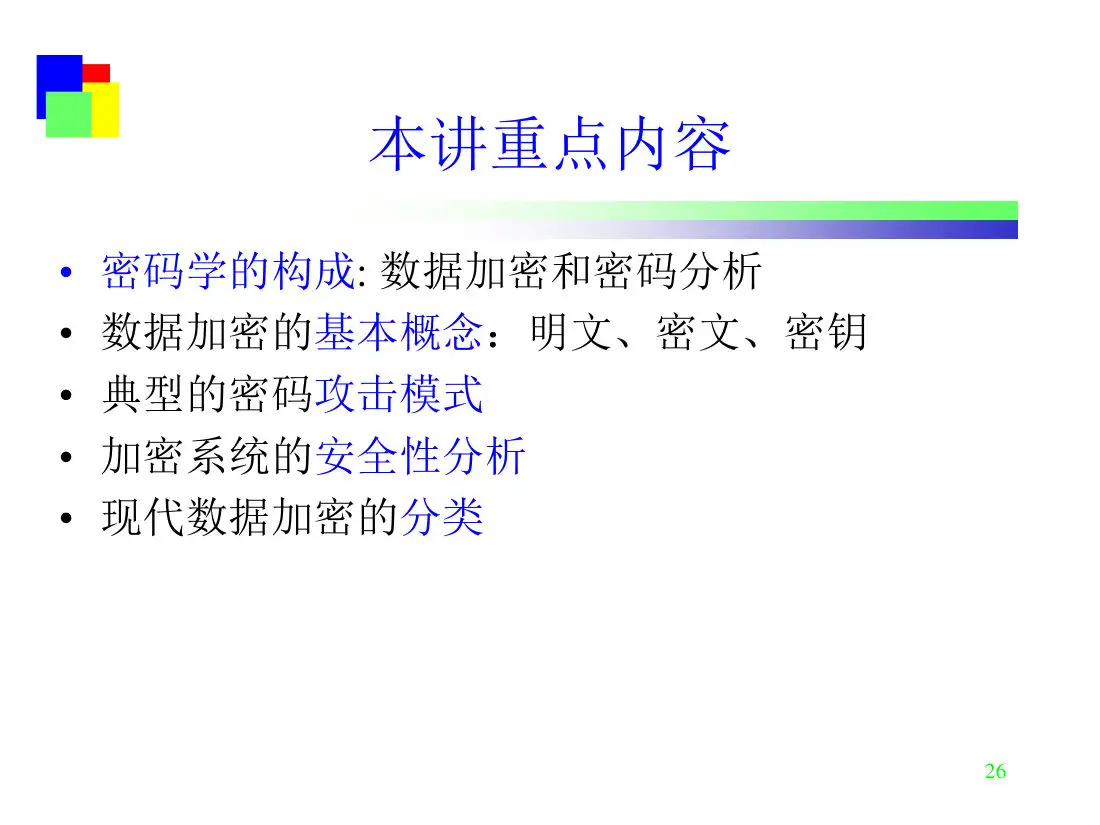 本讲重点内容
• 密码学的构成: 数据加密和密码分析
• 数据加密的基本概念：明文、密文、密钥
• 典型的密码攻击模式
• 加密系统的安全性分析
• 现代数据加密的分类
26